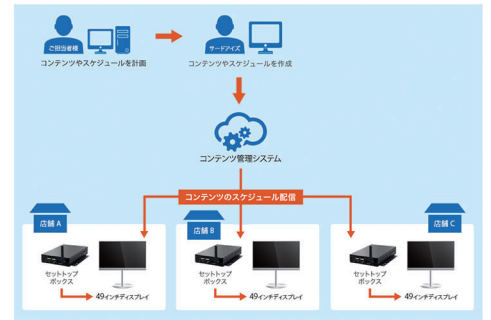 ご担当者様
サードアイズ
コンテンツやスケジュールを計画
コンテンツやスケジュールを作成
コンテンツ管理システム
コンテンツのスケジュール配信
店舗 A
セットトップ
ボックス
49インチディスプレイ
店舗 B
セットトップ
ボックス
49インチディスプレイ
店舗 C
セットトップ
ボックス
49インチディスプレイ